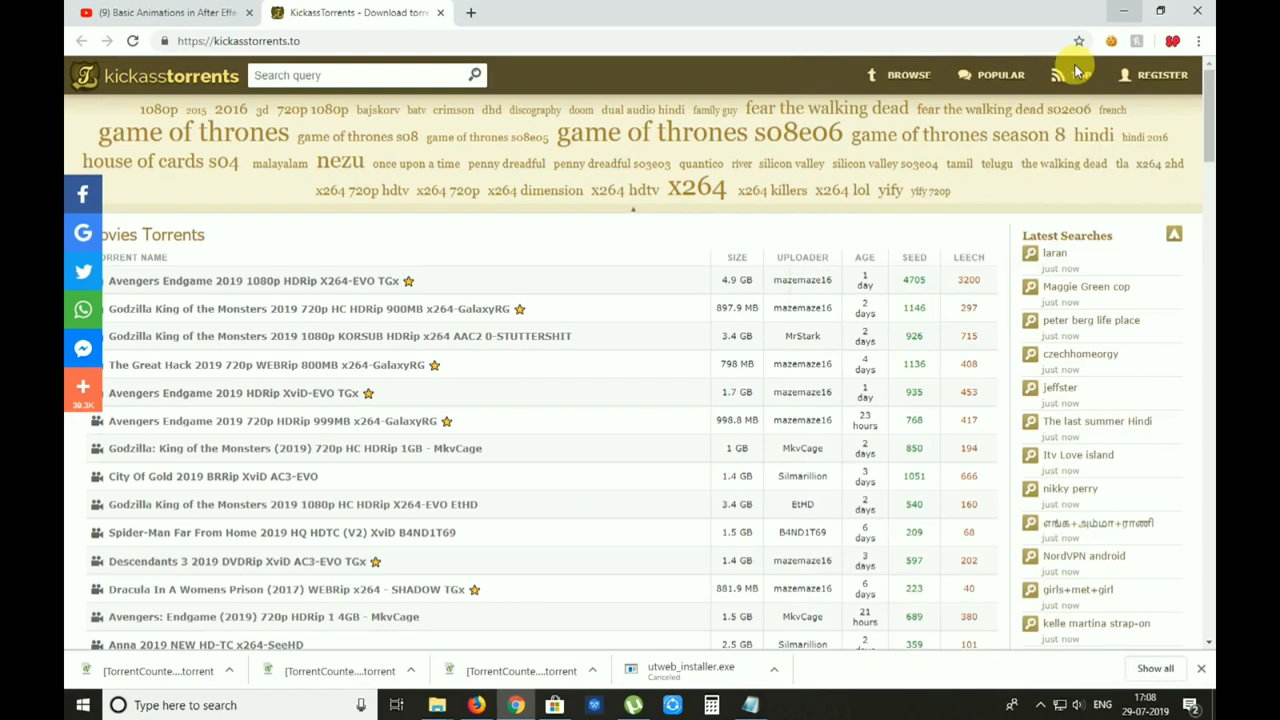 (9) Basic Animations in After Effe
KickassTorrents - Download torre
https://kickasstorrents.to
kickasstorrents
Search query
BROWSE
POPULAR
REGISTER
1080p 2015 2016 3d 720p 1080p bajskorv batv crimson dhd discography doom dual audio hindi family guy fear the walking dead fear the walking dead s02e06 french
game of thrones game of thrones s08 game of thrones s08e05 game of thrones s08e06 game of thrones season 8 hindi hindi 2016
house of cards s04 malayalam nezu once upon a time penny dreadful penny dreadful s03e03 quantico river silicon valley silicon valley s03e04 tamil telugu the walking dead tla x264 2hd
x264 720p hdtv x264 720p x264 dimension x264 hdtv x264 x264 killers x264 lol yify yify 720p
ovies Torrents
ORRENT NAME SIZE UPLOADER AGE SEED LEECH
Avengers Endgame 2019 1080p HDRip X264-EVO TGx 4.9 GB mazemaze16 1 day 4705 3200
Godzilla King of the Monsters 2019 720p HC HDRip 900MB x264-GalaxyRG 897.9 MB mazemaze16 2 days 1146 297
Godzilla King of the Monsters 2019 1080p KORSUB HDRip x264 AAC2 0-STUTTERSHIT 3.4 GB MrStark 2 days 926 715
The Great Hack 2019 720p WEBRip 800MB x264-GalaxyRG 798 MB mazemaze16 4 days 1136 408
Avengers Endgame 2019 HDRip XviD-EVO TGx 1.7 GB mazemaze16 1 day 935 453
Avengers Endgame 2019 720p HDRip 999MB x264-GalaxyRG 998.8 MB mazemaze16 23 hours 768 417
Godzilla: King of the Monsters (2019) 720p HC HDRip 1GB - MkvCage 1 GB MkvCage 2 days 850 194
City Of Gold 2019 BRRip XviD AC3-EVO 1.4 GB Silmarillion 3 days 1051 666
Godzilla King of the Monsters 2019 1080p HC HDRip X264-EVO EtHD 3.4 GB EtHD 2 days 540 160
Spider-Man Far From Home 2019 HQ HDTC (V2) XviD B4ND1T69 1.5 GB B4ND1T69 6 days 209 68
Descendants 3 2019 DVDRip XviD AC3-EVO TGx 1.4 GB mazemaze16 3 days 597 202
Dracula In A Womens Prison (2017) WEBRip x264 - SHADOW TGx 881.9 MB mazemaze16 6 days 223 40
Avengers: Endgame (2019) 720p HDRip 1 4GB - MkvCage 1.5 GB MkvCage 21 hours 689 380
Anna 2019 NEW HD-TC x264-SeeHD 2.5 GB Silmarillion 2 359 101
39.3K
Latest Searches
laran
just now
Maggie Green cop
just now
peter berg life place
just now
czechhomeorgy
just now
jeffster
just now
The last summer Hindi
just now
Itv Love island
just now
nikky perry
just now
எங்க+அம்மா+ராணி
just now
NordVPN android
just now
girls+met+girl
just now
kelle martina strap-on
just now
[TorrentCounte....torrent
[TorrentCounte....torrent
[TorrentCounte....torrent
utweb_installer.exe
Canceled
Show all
Type here to search
ENG
17:08
29-07-2019
2